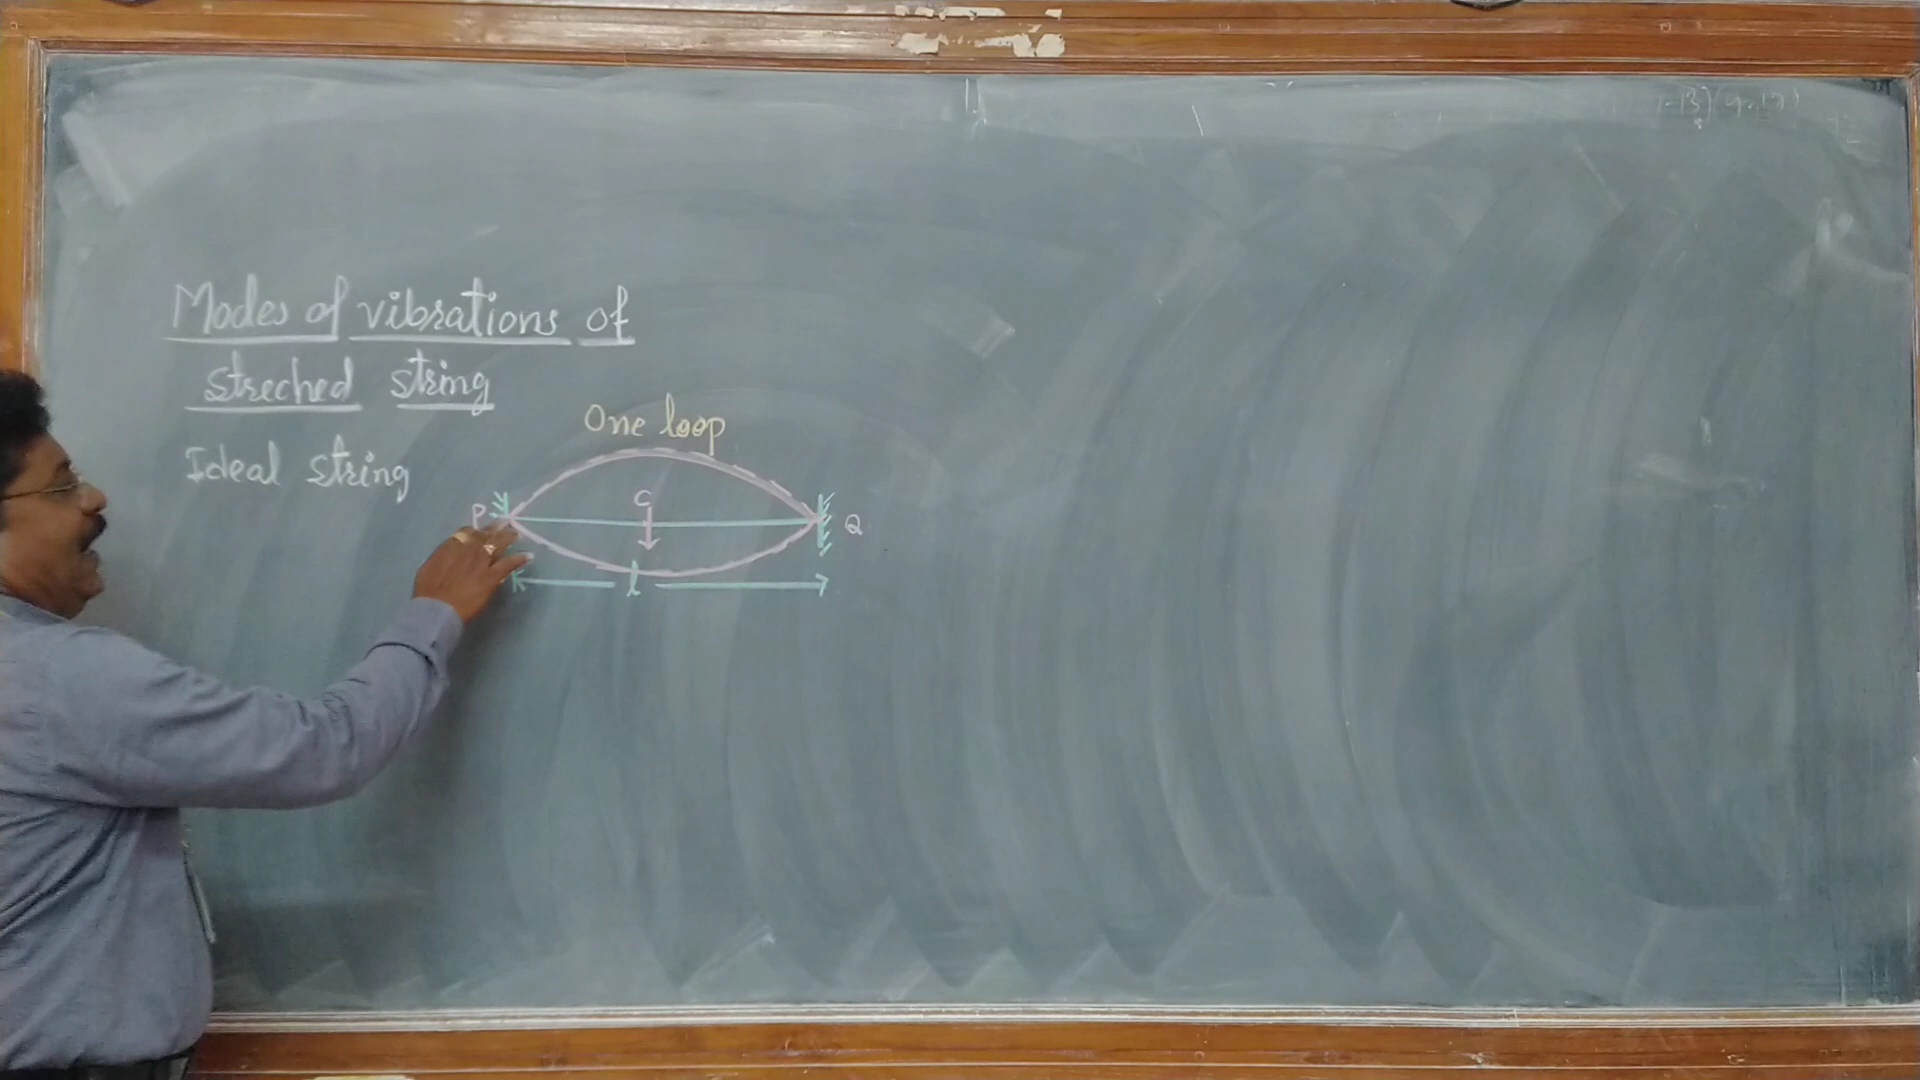 Modes of vibrations of
streched string
Ideal string
One loop
P
C
Q
l